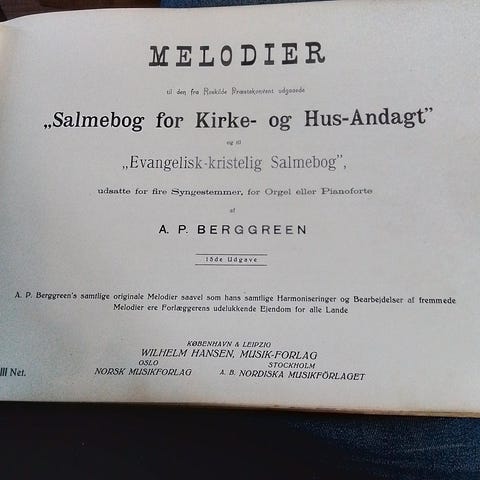 MELODIER
til den fra Roskilde Præstekonvent udgaaede
„Salmebog for Kirke- og Hus-Andagt”
og til
„Evangelisk-kristelig Salmebog”,
udsatte for fire Syngestemmer, for Orgel eller Pianoforte
af
A. P. BERGGREEN
15de Udgave
A. P. Berggreen's samtlige originale Melodier saavel som hans samtlige Harmoniseringer og Bearbejdelser af fremmede
Melodier ere Forlæggerens udelukkende Ejendom for alle Lande
KØBENHAVN & LEIPZIG
WILHELM HANSEN, MUSIK-FORLAG
OSLO STOCKHOLM
NORSK MUSIKFORLAG A. B. NORDISKA MUSIKFÖRLAGET
Net.